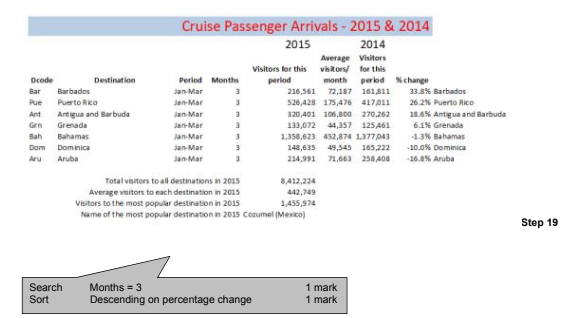 Cruise Passenger Arrivals - 2015 & 2014
2015 2014
Average Visitors
Visitors for this visitors/ for this
Dcode Destination Period Months period month period % change
Bar Barbados Jan-Mar 3 216,561 72,187 161,811 33.8% Barbados
Pue Puerto Rico Jan-Mar 3 526,428 175,476 417,011 26.2% Puerto Rico
Ant Antigua and Barbuda Jan-Mar 3 320,401 106,800 270,262 18.6% Antigua and Barbuda
Grn Grenada Jan-Mar 3 133,072 44,357 125,461 6.1% Grenada
Bah Bahamas Jan-Mar 3 1,358,623 452,874 1,377,043 -1.3% Bahamas
Dom Dominica Jan-Mar 3 148,635 49,545 165,222 -10.0% Dominica
Aru Aruba Jan-Mar 3 214,991 71,663 258,408 -16.8% Aruba
Total visitors to all destinations in 2015 8,412,224
Average visitors to each destination in 2015 442,749
Visitors to the most popular destination in 2015 1,455,974
Name of the most popular destination in 2015 Cozumel (Mexico)
Step 19
Search Months = 3 1 mark
Sort Descending on percentage change 1 mark